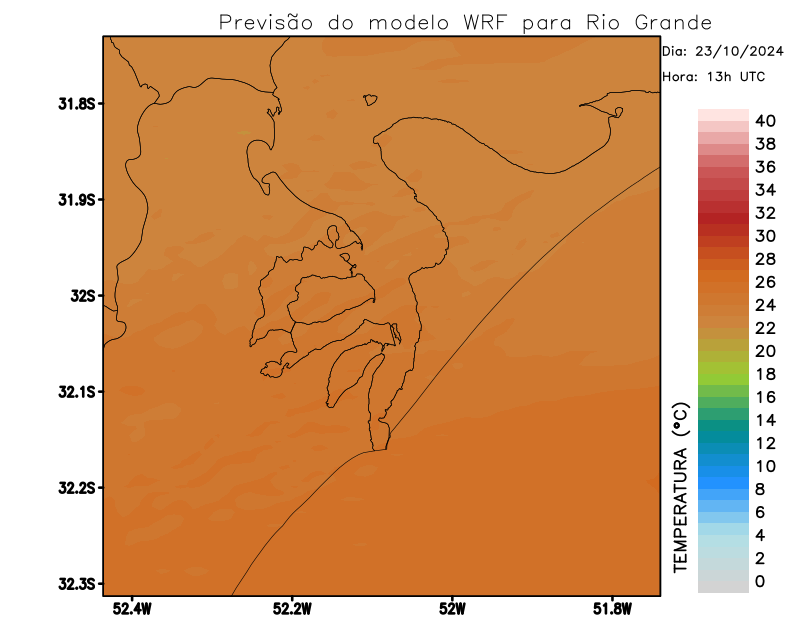 Previsão do modelo WRF para Rio Grande
Dia: 23/10/2024
Hora: 13h UTC
31.8S
31.9S
32S
32.1S
32.2S
32.3S
52.4W
52.2W
52W
51.8W
TEMPERATURA (°C)
40
38
36
34
32
30
28
26
24
22
20
18
16
14
12
10
8
6
4
2
0